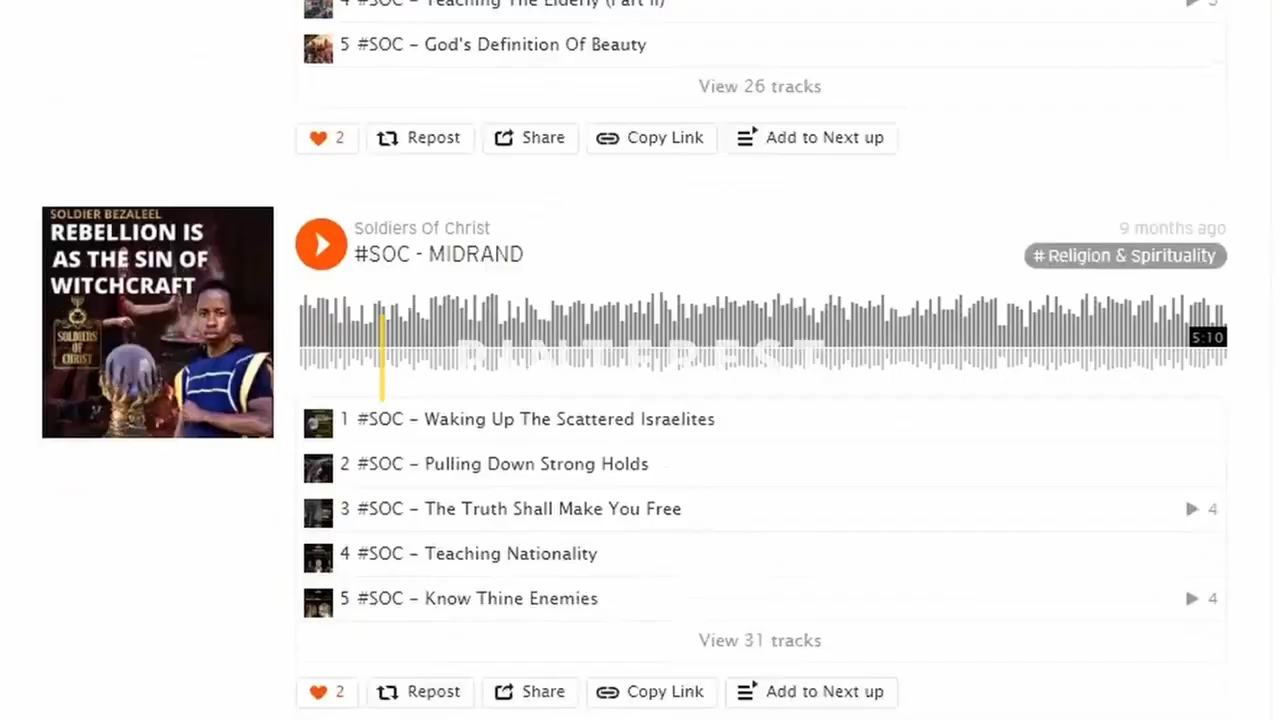 4 #SOC - Teaching The Elderly (Part II)
3
5 #SOC - God's Definition Of Beauty
View 26 tracks
2 Repost Share Copy Link Add to Next up
SOLDIER BEZALEEL
REBELLION IS
AS THE SIN OF
WITCHCRAFT
SOLDIERS
OF
CHRIST
Soldiers Of Christ
9 months ago
#SOC - MIDRAND
# Religion & Spirituality
PINTEREST
5:10
1 #SOC - Waking Up The Scattered Israelites
2 #SOC - Pulling Down Strong Holds
3 #SOC - The Truth Shall Make You Free
4
4 #SOC - Teaching Nationality
5 #SOC - Know Thine Enemies
4
View 31 tracks
2 Repost Share Copy Link Add to Next up